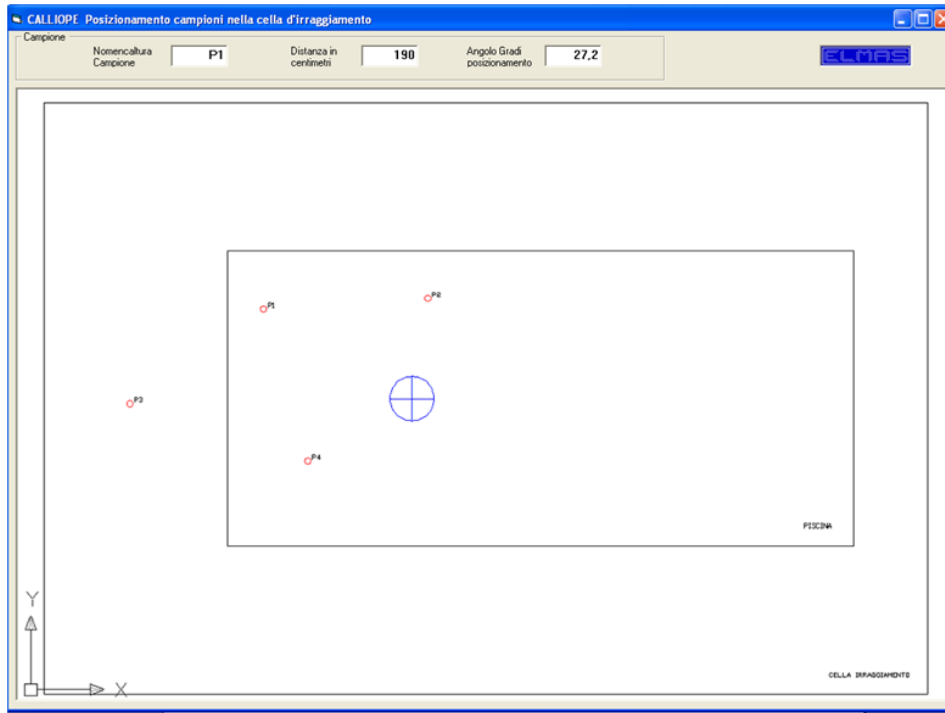 CALLIOPE Posizionamento campioni nella cella d'irraggiamento
Campione
Nomencaltura
Campione
P1
Distanza in
centimetri
190
Angolo Gradi
posizionamento
27,2
ELMAS
P2
P1
P3
P4
PISCINA
Y
X
CELLA IRRAGGIAMENTO